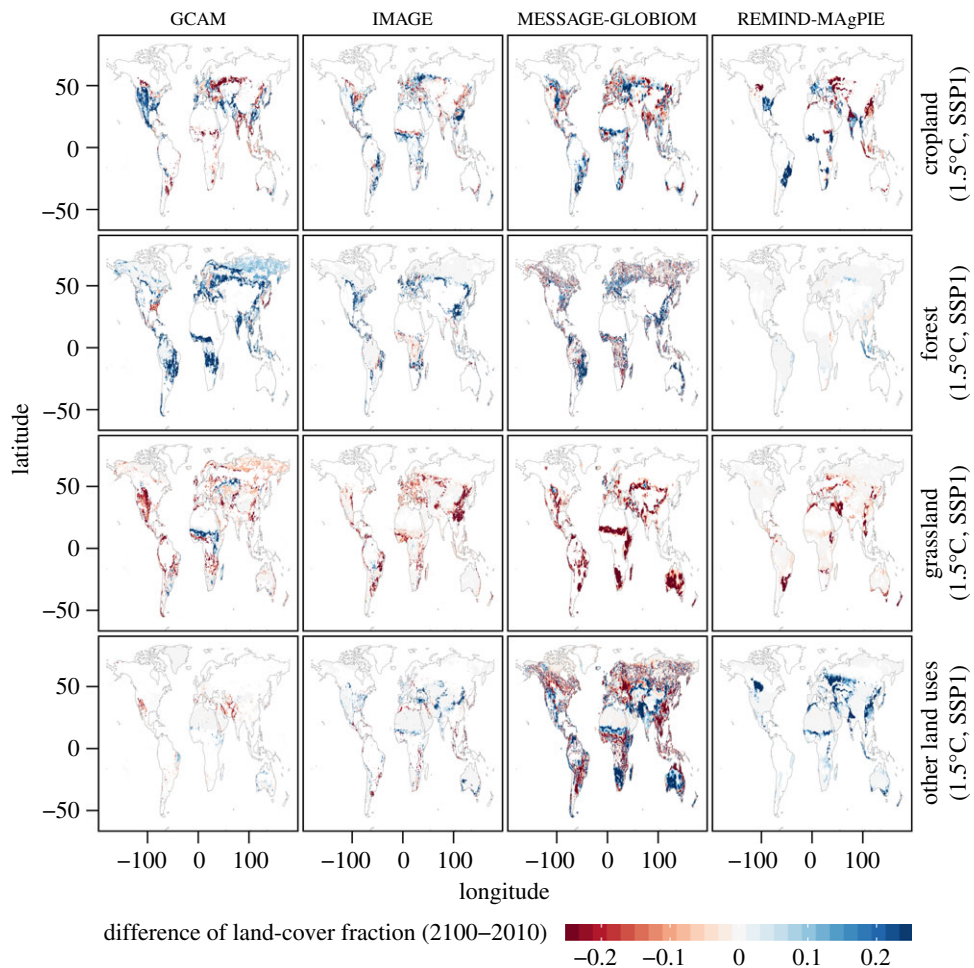 GCAM IMAGE MESSAGE-GLOBIOM REMIND-MAgPIE
50
0
−50
cropland
(1.5°C, SSP1)
50
0
−50
forest
(1.5°C, SSP1)
latitude
50
0
−50
grassland
(1.5°C, SSP1)
50
0
−50
other land uses
(1.5°C, SSP1)
−100 0 100 −100 0 100 −100 0 100 −100 0 100
longitude
difference of land-cover fraction (2100–2010)
−0.2 −0.1 0 0.1 0.2